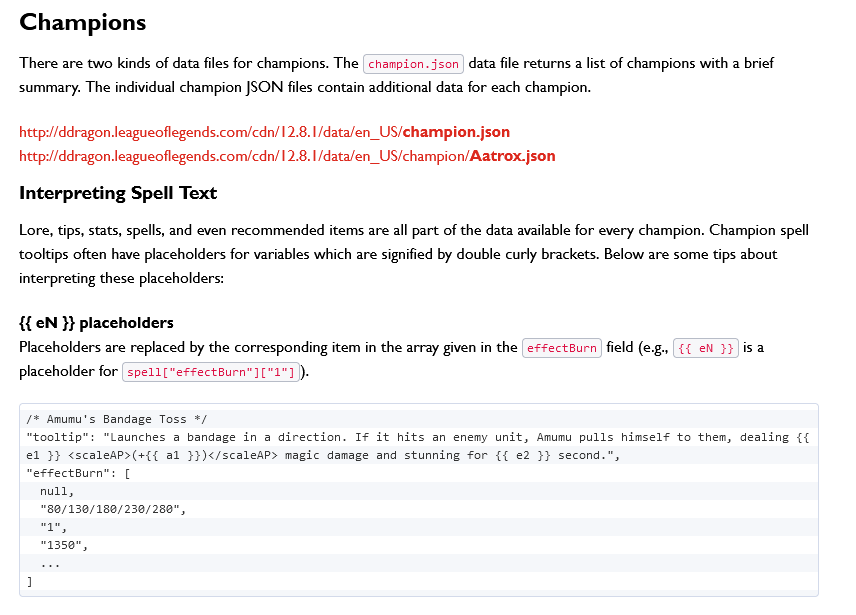 Champions
There are two kinds of data files for champions. The champion.json data file returns a list of champions with a brief
summary. The individual champion JSON files contain additional data for each champion.
http://ddragon.leagueoflegends.com/cdn/12.8.1/data/en_US/champion.json
http://ddragon.leagueoflegends.com/cdn/12.8.1/data/en_US/champion/Aatrox.json
Interpreting Spell Text
Lore, tips, stats, spells, and even recommended items are all part of the data available for every champion. Champion spell
tooltips often have placeholders for variables which are signified by double curly brackets. Below are some tips about
interpreting these placeholders:
{{ eN }} placeholders
Placeholders are replaced by the corresponding item in the array given in the effectBurn field (e.g., {{ eN }} is a
placeholder for spell["effectBurn"]["1"]).
/* Amumu's Bandage Toss */
"tooltip": "Launches a bandage in a direction. If it hits an enemy unit, Amumu pulls himself to them, dealing {{
e1 }} <scaleAP>(+{{ a1 }})</scaleAP> magic damage and stunning for {{ e2 }} second.",
"effectBurn": [
null,
"80/130/180/230/280",
"1",
"1350",
...
]